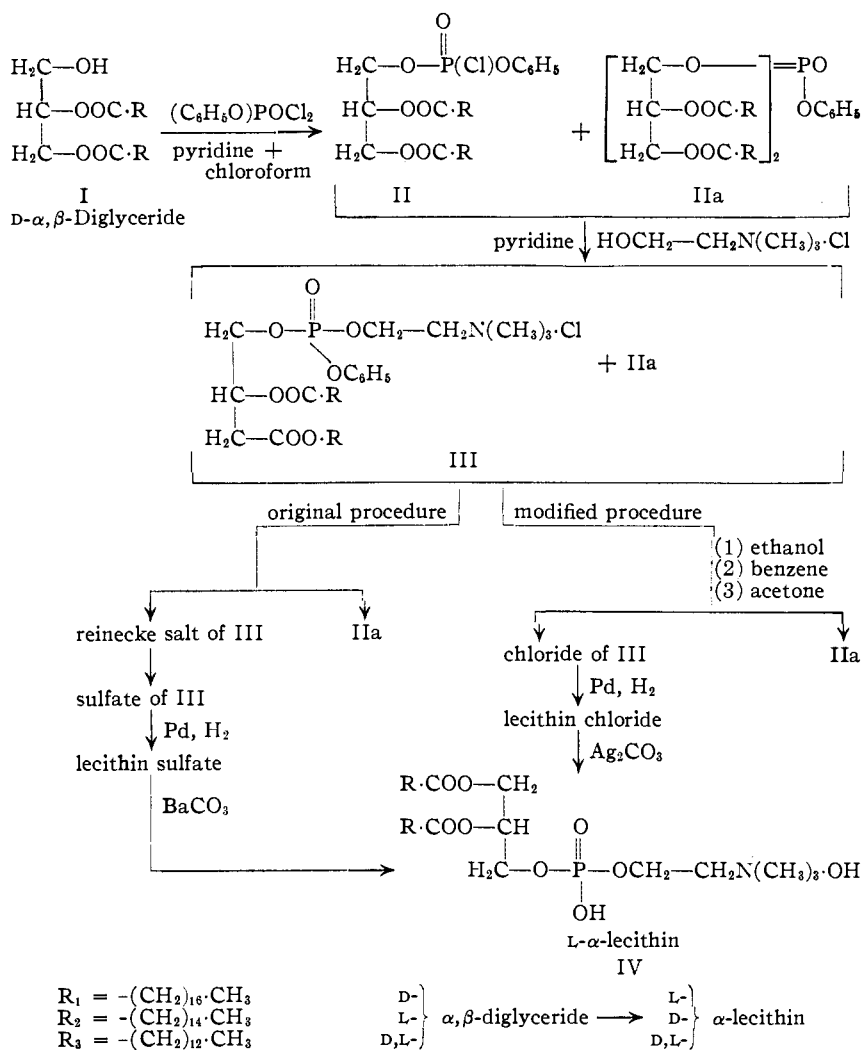 O
H₂C—OH
H₂C—O—P(Cl)OC₆H₅
H₂C—O—=PO
HC—OOC·R
(C₆H₅O)POCl₂
HC—OOC·R
+
HC—OOC·R
OC₆H₅
H₂C—OOC·R
pyridine +
chloroform
H₂C—OOC·R
H₂C—OOC·R
2
I
II
IIa
D-α,β-Diglyceride
pyridine
HOCH₂—CH₂N(CH₃)₃·Cl
O
H₂C—O—P—OCH₂—CH₂N(CH₃)₃·Cl
OC₆H₅
+ IIa
HC—OOC·R
H₂C—COO·R
III
original procedure
modified procedure
(1) ethanol
(2) benzene
(3) acetone
reinecke salt of III
IIa
chloride of III
IIa
Pd, H₂
sulfate of III
lecithin chloride
Pd, H₂
Ag₂CO₃
lecithin sulfate
BaCO₃
R·COO—CH₂
R·COO—CH
O
H₂C—O—P—OCH₂—CH₂N(CH₃)₃·OH
OH
L-α-lecithin
IV
R₁ = -(CH₂)₁₆·CH₃
R₂ = -(CH₂)₁₄·CH₃
R₃ = -(CH₂)₁₂·CH₃
D-
L-
D,L-
α,β-diglyceride
L-
D-
D,L-
α-lecithin